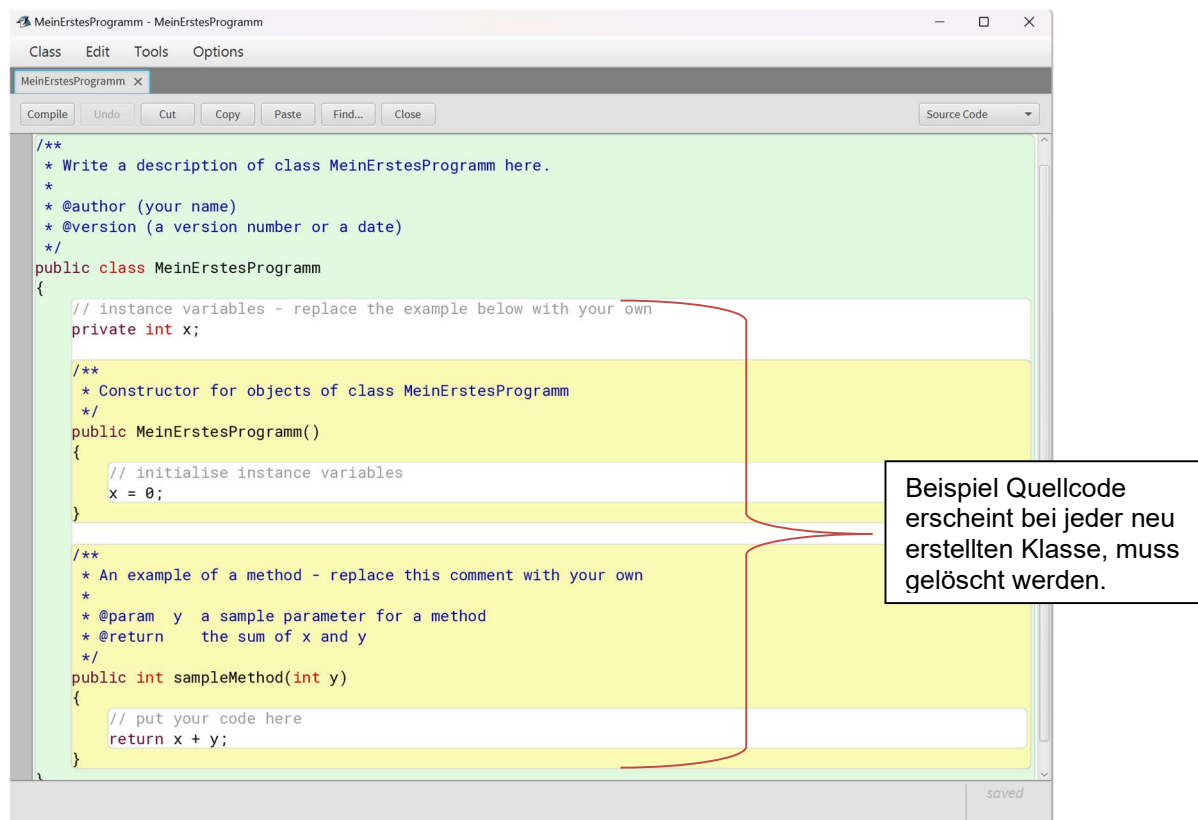 MeinErstesProgramm - MeinErstesProgramm
Class Edit Tools Options
MeinErstesProgramm
Compile Undo Cut Copy Paste Find... Close Source Code
/**
* Write a description of class MeinErstesProgramm here.
*
* @author (your name)
* @version (a version number or a date)
*/
public class MeinErstesProgramm
{
// instance variables - replace the example below with your own
private int x;
/**
* Constructor for objects of class MeinErstesProgramm
*/
public MeinErstesProgramm()
{
// initialise instance variables
x = 0;
}
/**
* An example of a method - replace this comment with your own
*
* @param y a sample parameter for a method
* @return the sum of x and y
*/
public int sampleMethod(int y)
{
// put your code here
return x + y;
}
}
Beispiel Quellcode
erscheint bei jeder neu
erstellten Klasse, muss
gelöscht werden.
saved